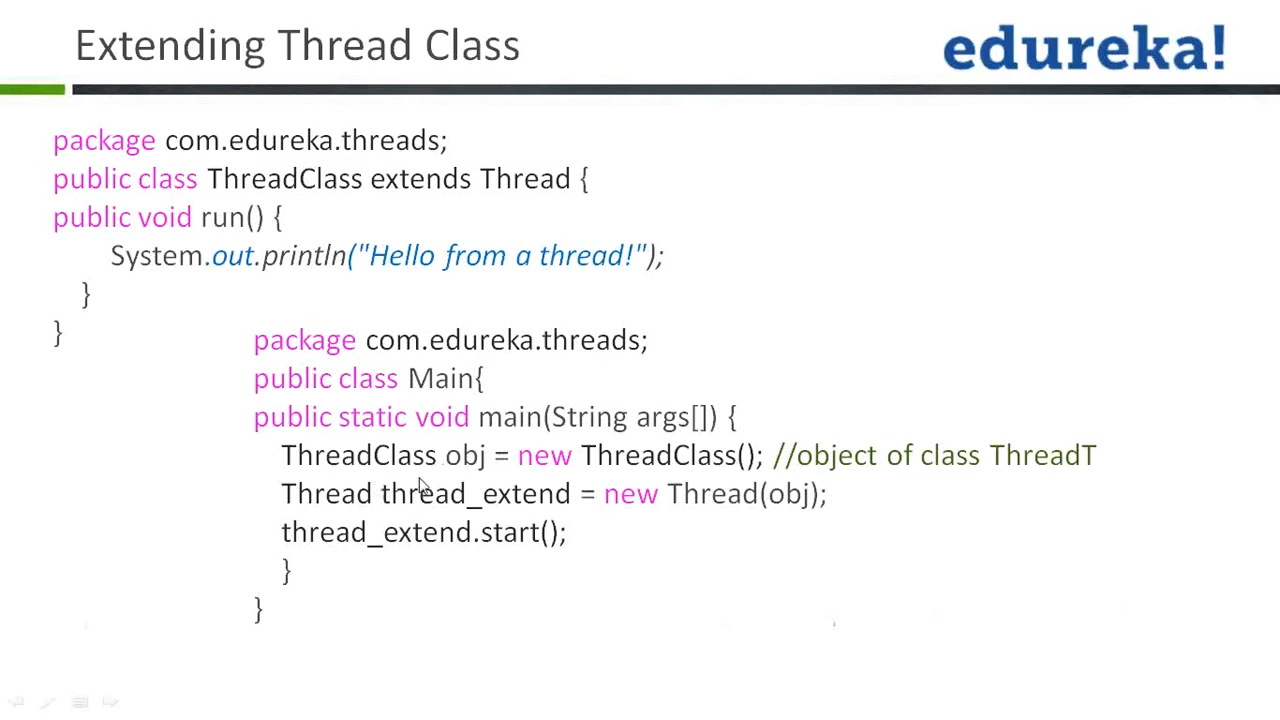 Extending Thread Class
edureka!
package com.edureka.threads;
public class ThreadClass extends Thread {
public void run() {
System.out.println("Hello from a thread!");
}
}
package com.edureka.threads;
public class Main{
public static void main(String args[]) {
ThreadClass obj = new ThreadClass(); //object of class ThreadT
Thread thread_extend = new Thread(obj);
thread_extend.start();
}
}